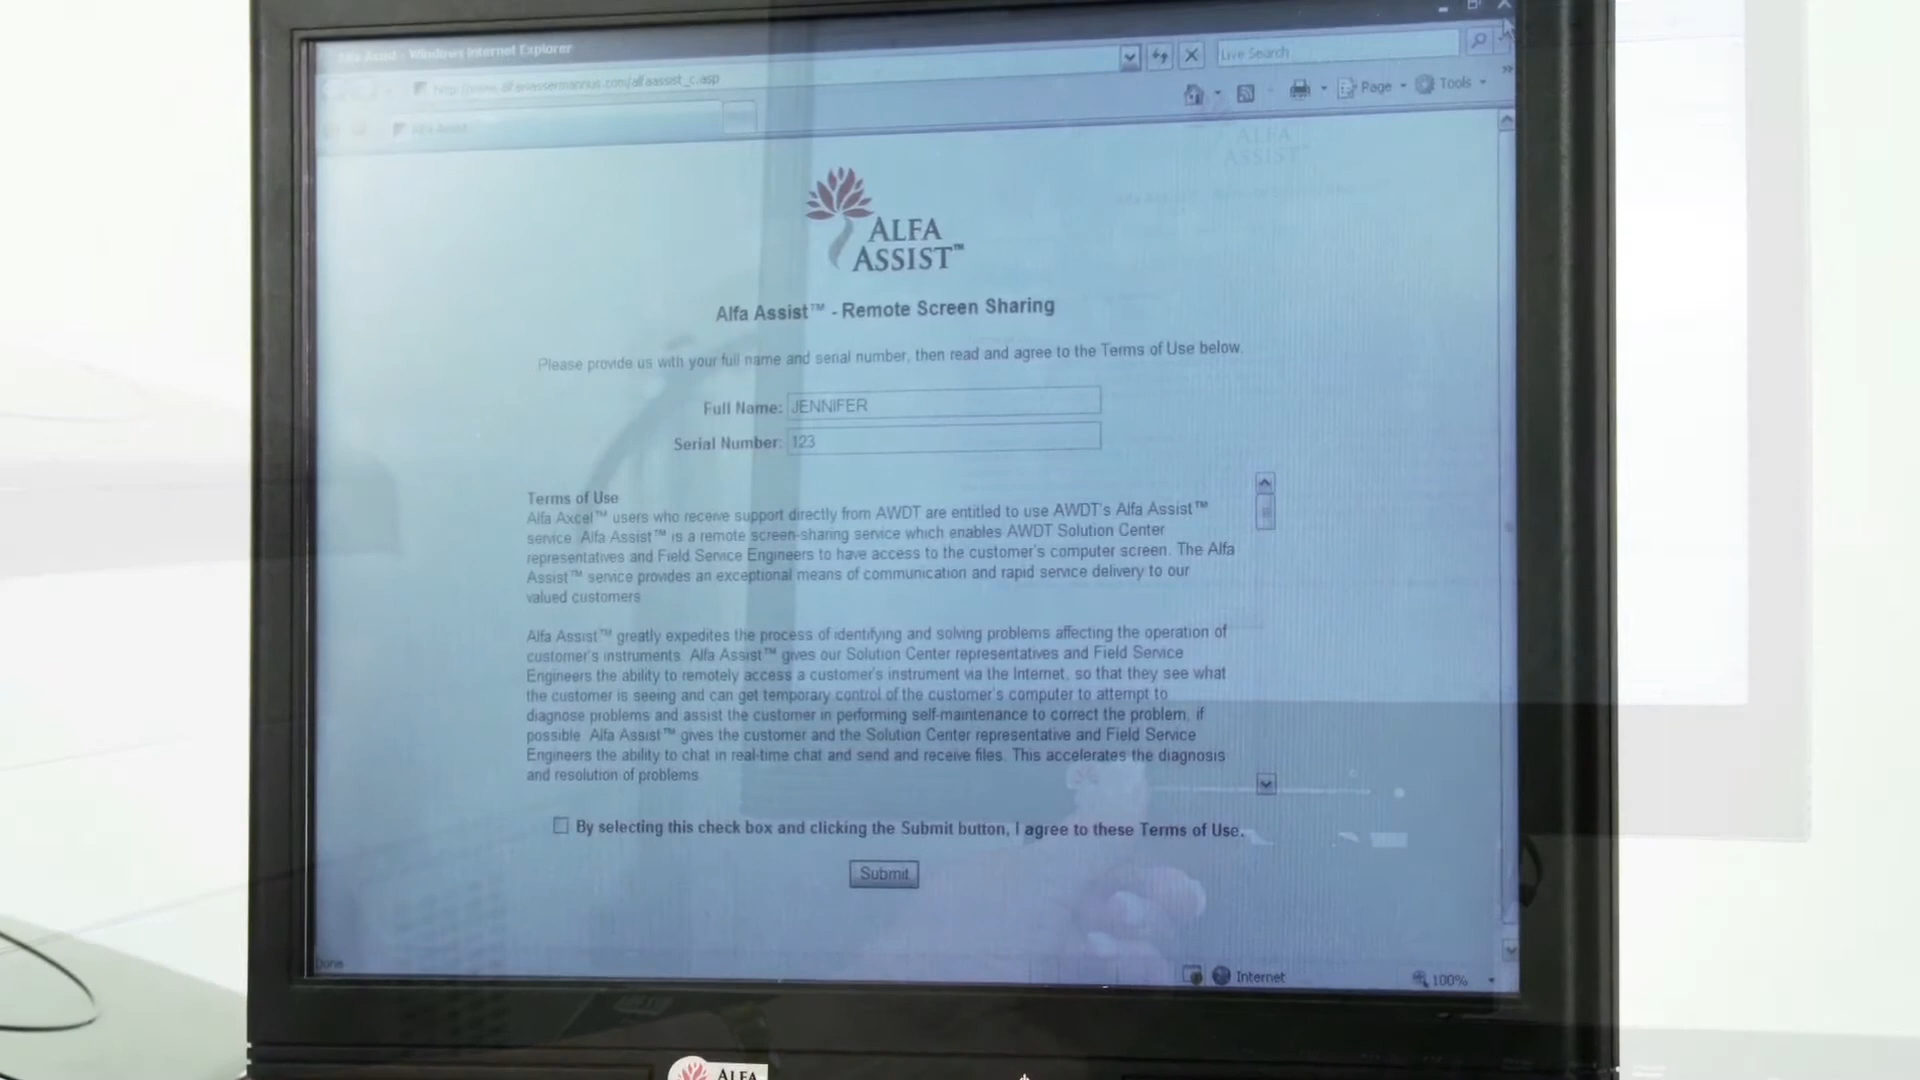 Alfa Assist - Windows Internet Explorer
Live Search
Page
Tools
Alfa Assist
ALFA
ASSIST™
ALFA
ASSIST
Alfa Assist™ - Remote Screen Sharing
Please provide us with your full name and serial number, then read and agree to the Terms of Use below.
Full Name: JENNIFER
Serial Number: 123
Terms of Use
Alfa Axcel™ users who receive support directly from AWDT are entitled to use AWDT's Alfa Assist™
service. Alfa Assist™ is a remote screen-sharing service which enables AWDT Solution Center
representatives and Field Service Engineers to have access to the customer's computer screen. The Alfa
Assist™ service provides an exceptional means of communication and rapid service delivery to our
valued customers
Alfa Assist™ greatly expedites the process of identifying and solving problems affecting the operation of
customer's instruments. Alfa Assist™ gives our Solution Center representatives and Field Service
Engineers the ability to remotely access a customer's instrument via the Internet, so that they see what
the customer is seeing and can get temporary control of the customer's computer to attempt to
diagnose problems and assist the customer in performing self-maintenance to correct the problem, if
possible. Alfa Assist™ gives the customer and the Solution Center representative and Field Service
Engineers the ability to chat in real-time chat and send and receive files. This accelerates the diagnosis
and resolution of problems.
By selecting this check box and clicking the Submit button, I agree to these Terms of Use.
Submit
Done
Internet
100%
ALFA